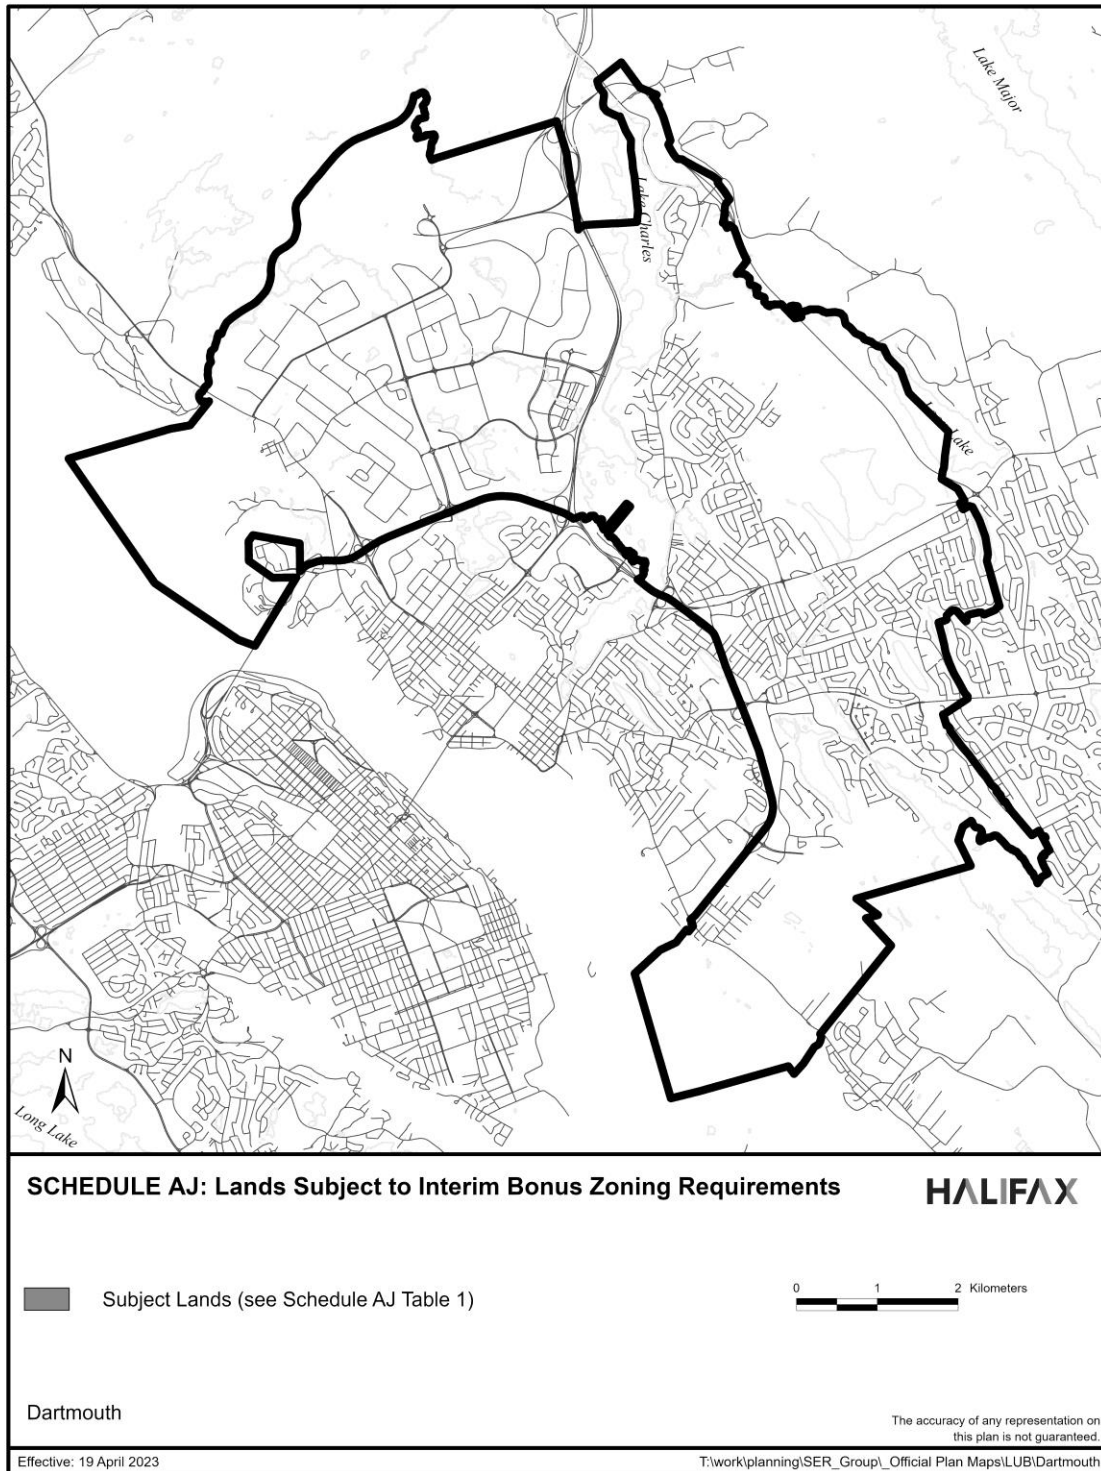 Lake Major
Lake Charles
Lake
N
Long Lake
SCHEDULE AJ: Lands Subject to Interim Bonus Zoning Requirements
HALIFAX
Subject Lands (see Schedule AJ Table 1)
0 1 2 Kilometers
Dartmouth
The accuracy of any representation on
this plan is not guaranteed.
Effective: 19 April 2023
T:\work\planning\SER_Group\_Official Plan Maps\LUB\Dartmouth